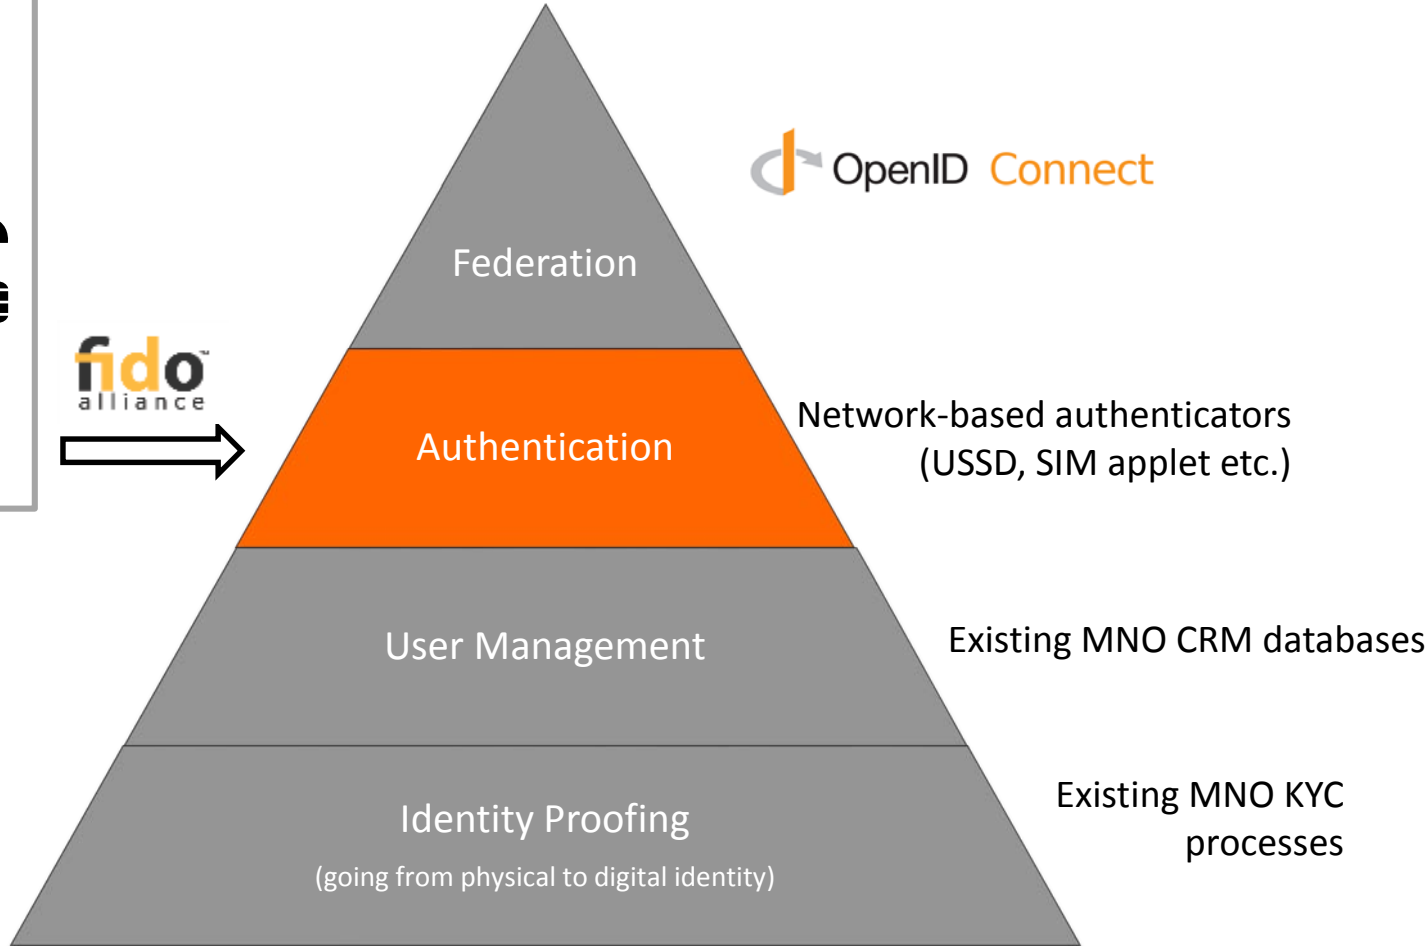 OpenID Connect
Federation
fido™
alliance
Authentication
Network-based authenticators
(USSD, SIM applet etc.)
User Management
Existing MNO CRM databases
Identity Proofing
(going from physical to digital identity)
Existing MNO KYC
processes